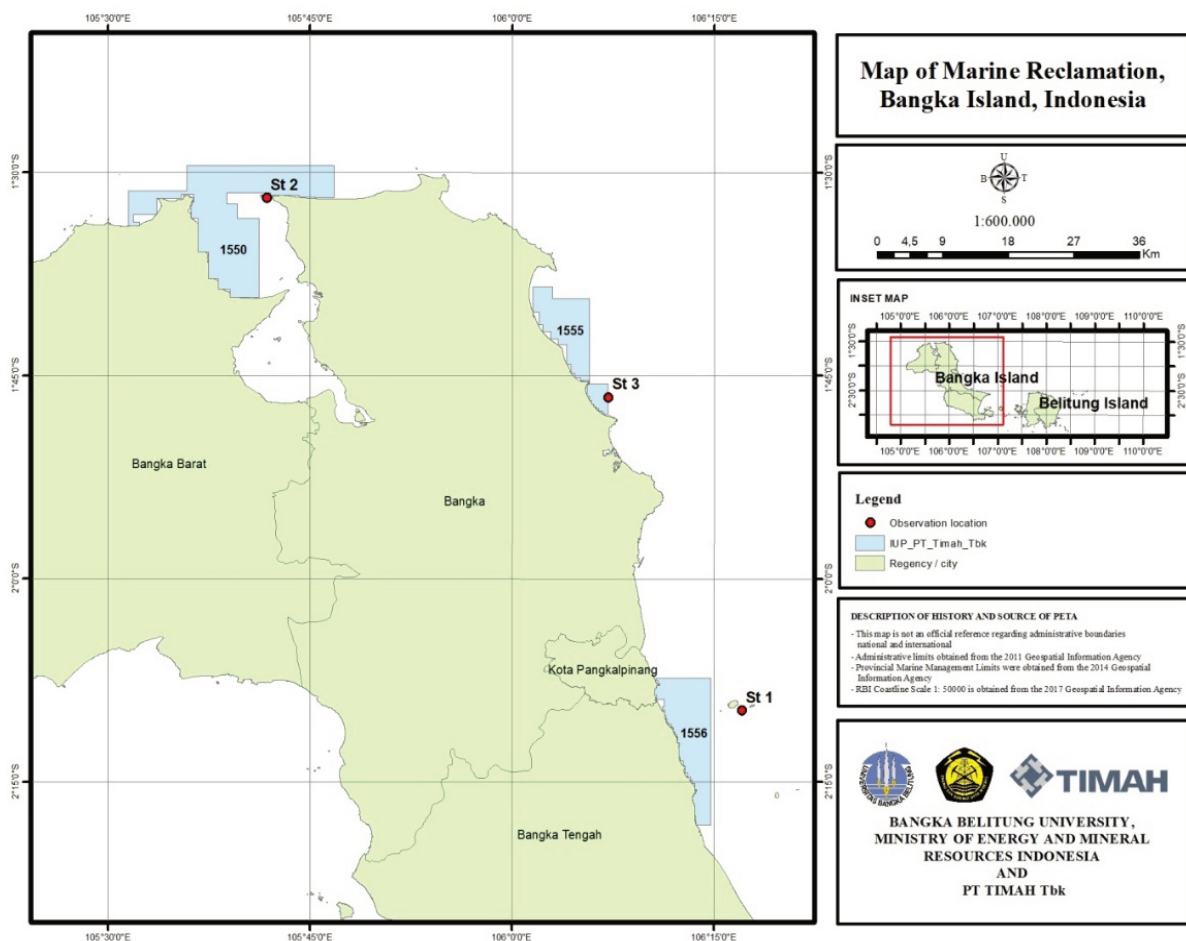 105°30'0"E 105°45'0"E 106°0'0"E 106°15'0"E
1°30'0"S
1°45'0"S
2°0'0"S
2°15'0"S
St 2
1550
1555
St 3
Bangka Barat
Bangka
Kota Pangkalpinang
St 1
1556
Bangka Tengah
1°30'0"S
1°45'0"S
2°0'0"S
2°15'0"S
105°30'0"E 105°45'0"E 106°0'0"E 106°15'0"E
Map of Marine Reclamation,
Bangka Island, Indonesia
U
B T
S
1:600.000
0 4,5 9 18 27 36
Km
INSET MAP
105°0'0"E 106°0'0"E 107°0'0"E 108°0'0"E 109°0'0"E 110°0'0"E
1°30'0"S 1°30'0"S
Bangka Island
2°30'0"S 2°30'0"S
Belitung Island
105°0'0"E 106°0'0"E 107°0'0"E 108°0'0"E 109°0'0"E 110°0'0"E
Legend
Observation location
IUP_PT_Timah_Tbk
Regency / city
DESCRIPTION OF HISTORY AND SOURCE OF PETA
- This map is not an official reference regarding administrative boundaries
national and international
- Administrative limits obtained from the 2011 Geospatial Information Agency
- Provincial Marine Management Limits were obtained from the 2014 Geospatial
Information Agency
- RBI Coastline Scale 1: 50000 is obtained from the 2017 Geospatial Information Agency
UNIVERSITAS BANGKA BELITUNG
TIMAH
BANGKA BELITUNG UNIVERSITY,
MINISTRY OF ENERGY AND MINERAL
RESOURCES INDONESIA
AND
PT TIMAH Tbk